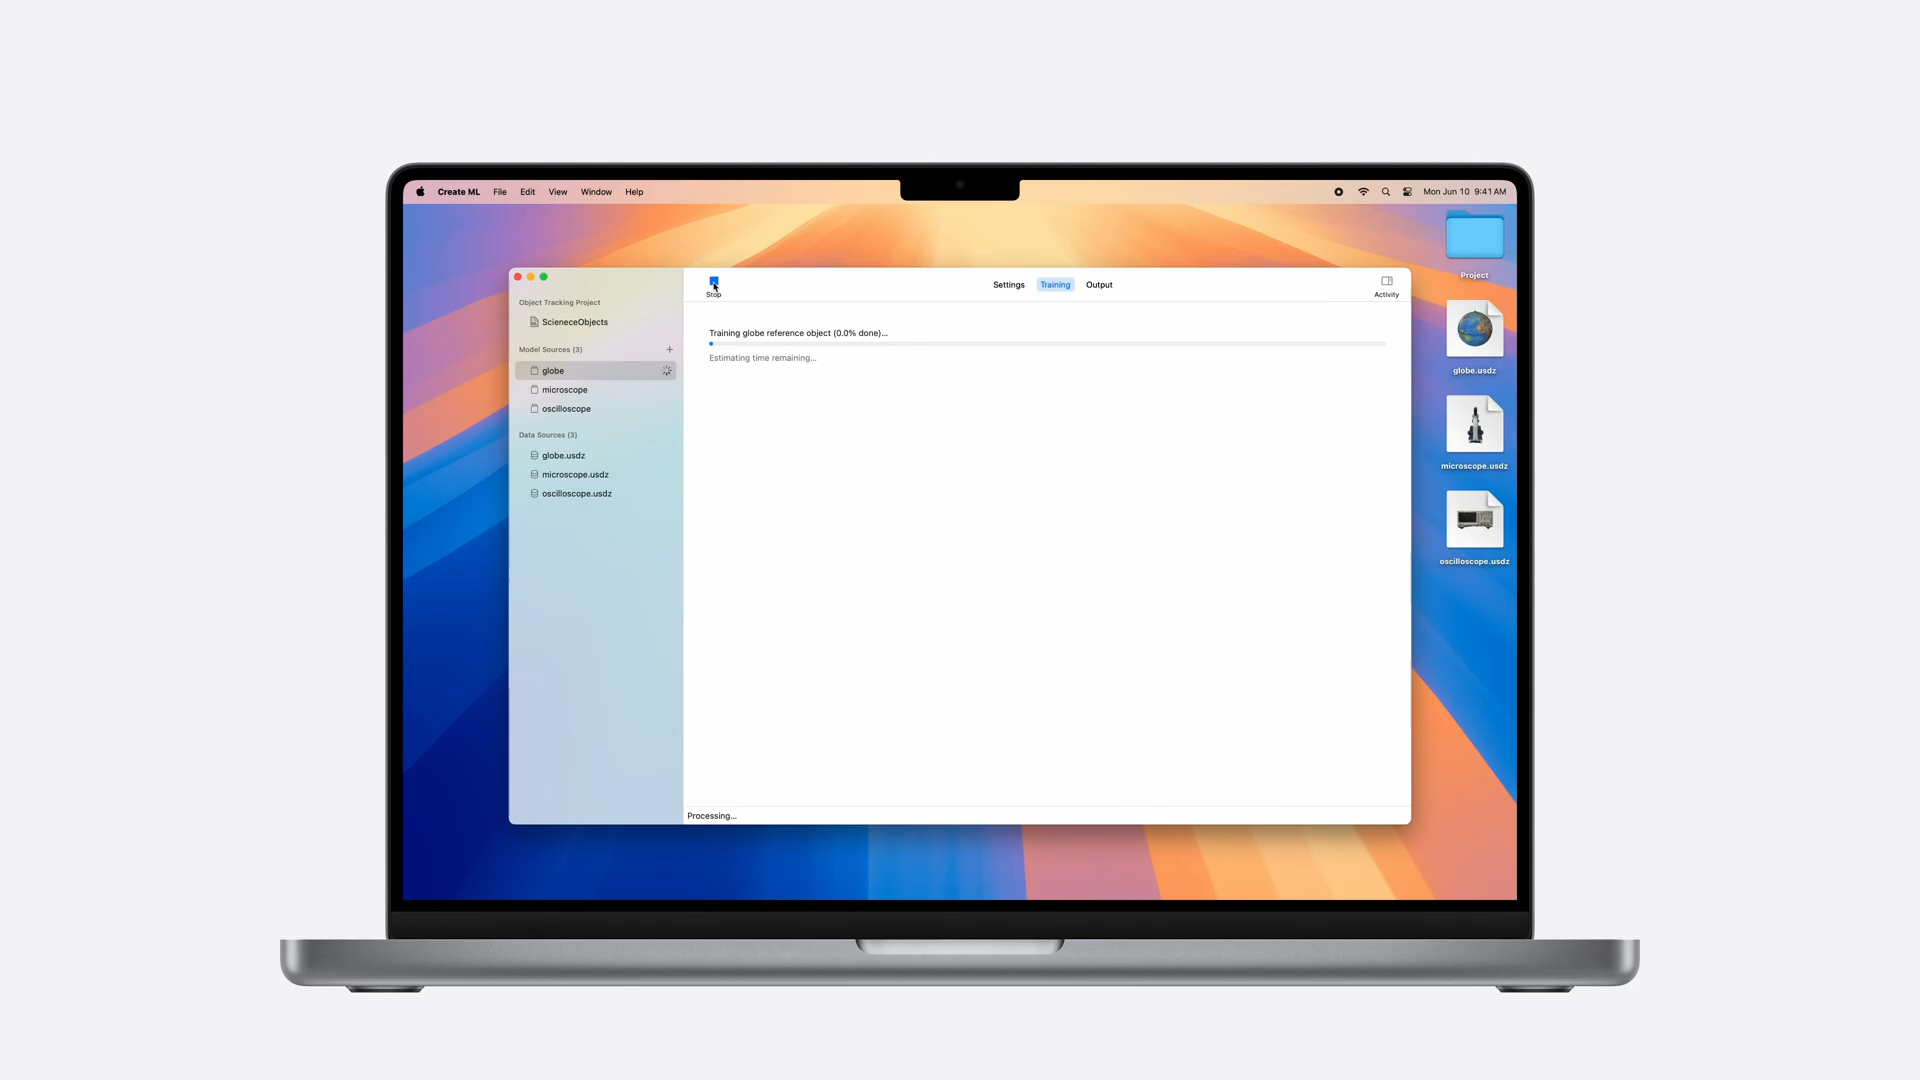 Create ML File Edit View Window Help
Mon Jun 10 9:41 AM
Project
globe.usdz
microscope.usdz
oscilloscope.usdz
Object Tracking Project
ScieneceObjects
Model Sources (3) +
globe
microscope
oscilloscope
Data Sources (3)
globe.usdz
microscope.usdz
oscilloscope.usdz
Stop
Settings Training Output
Activity
Training globe reference object (0.0% done)...
Estimating time remaining...
Processing...